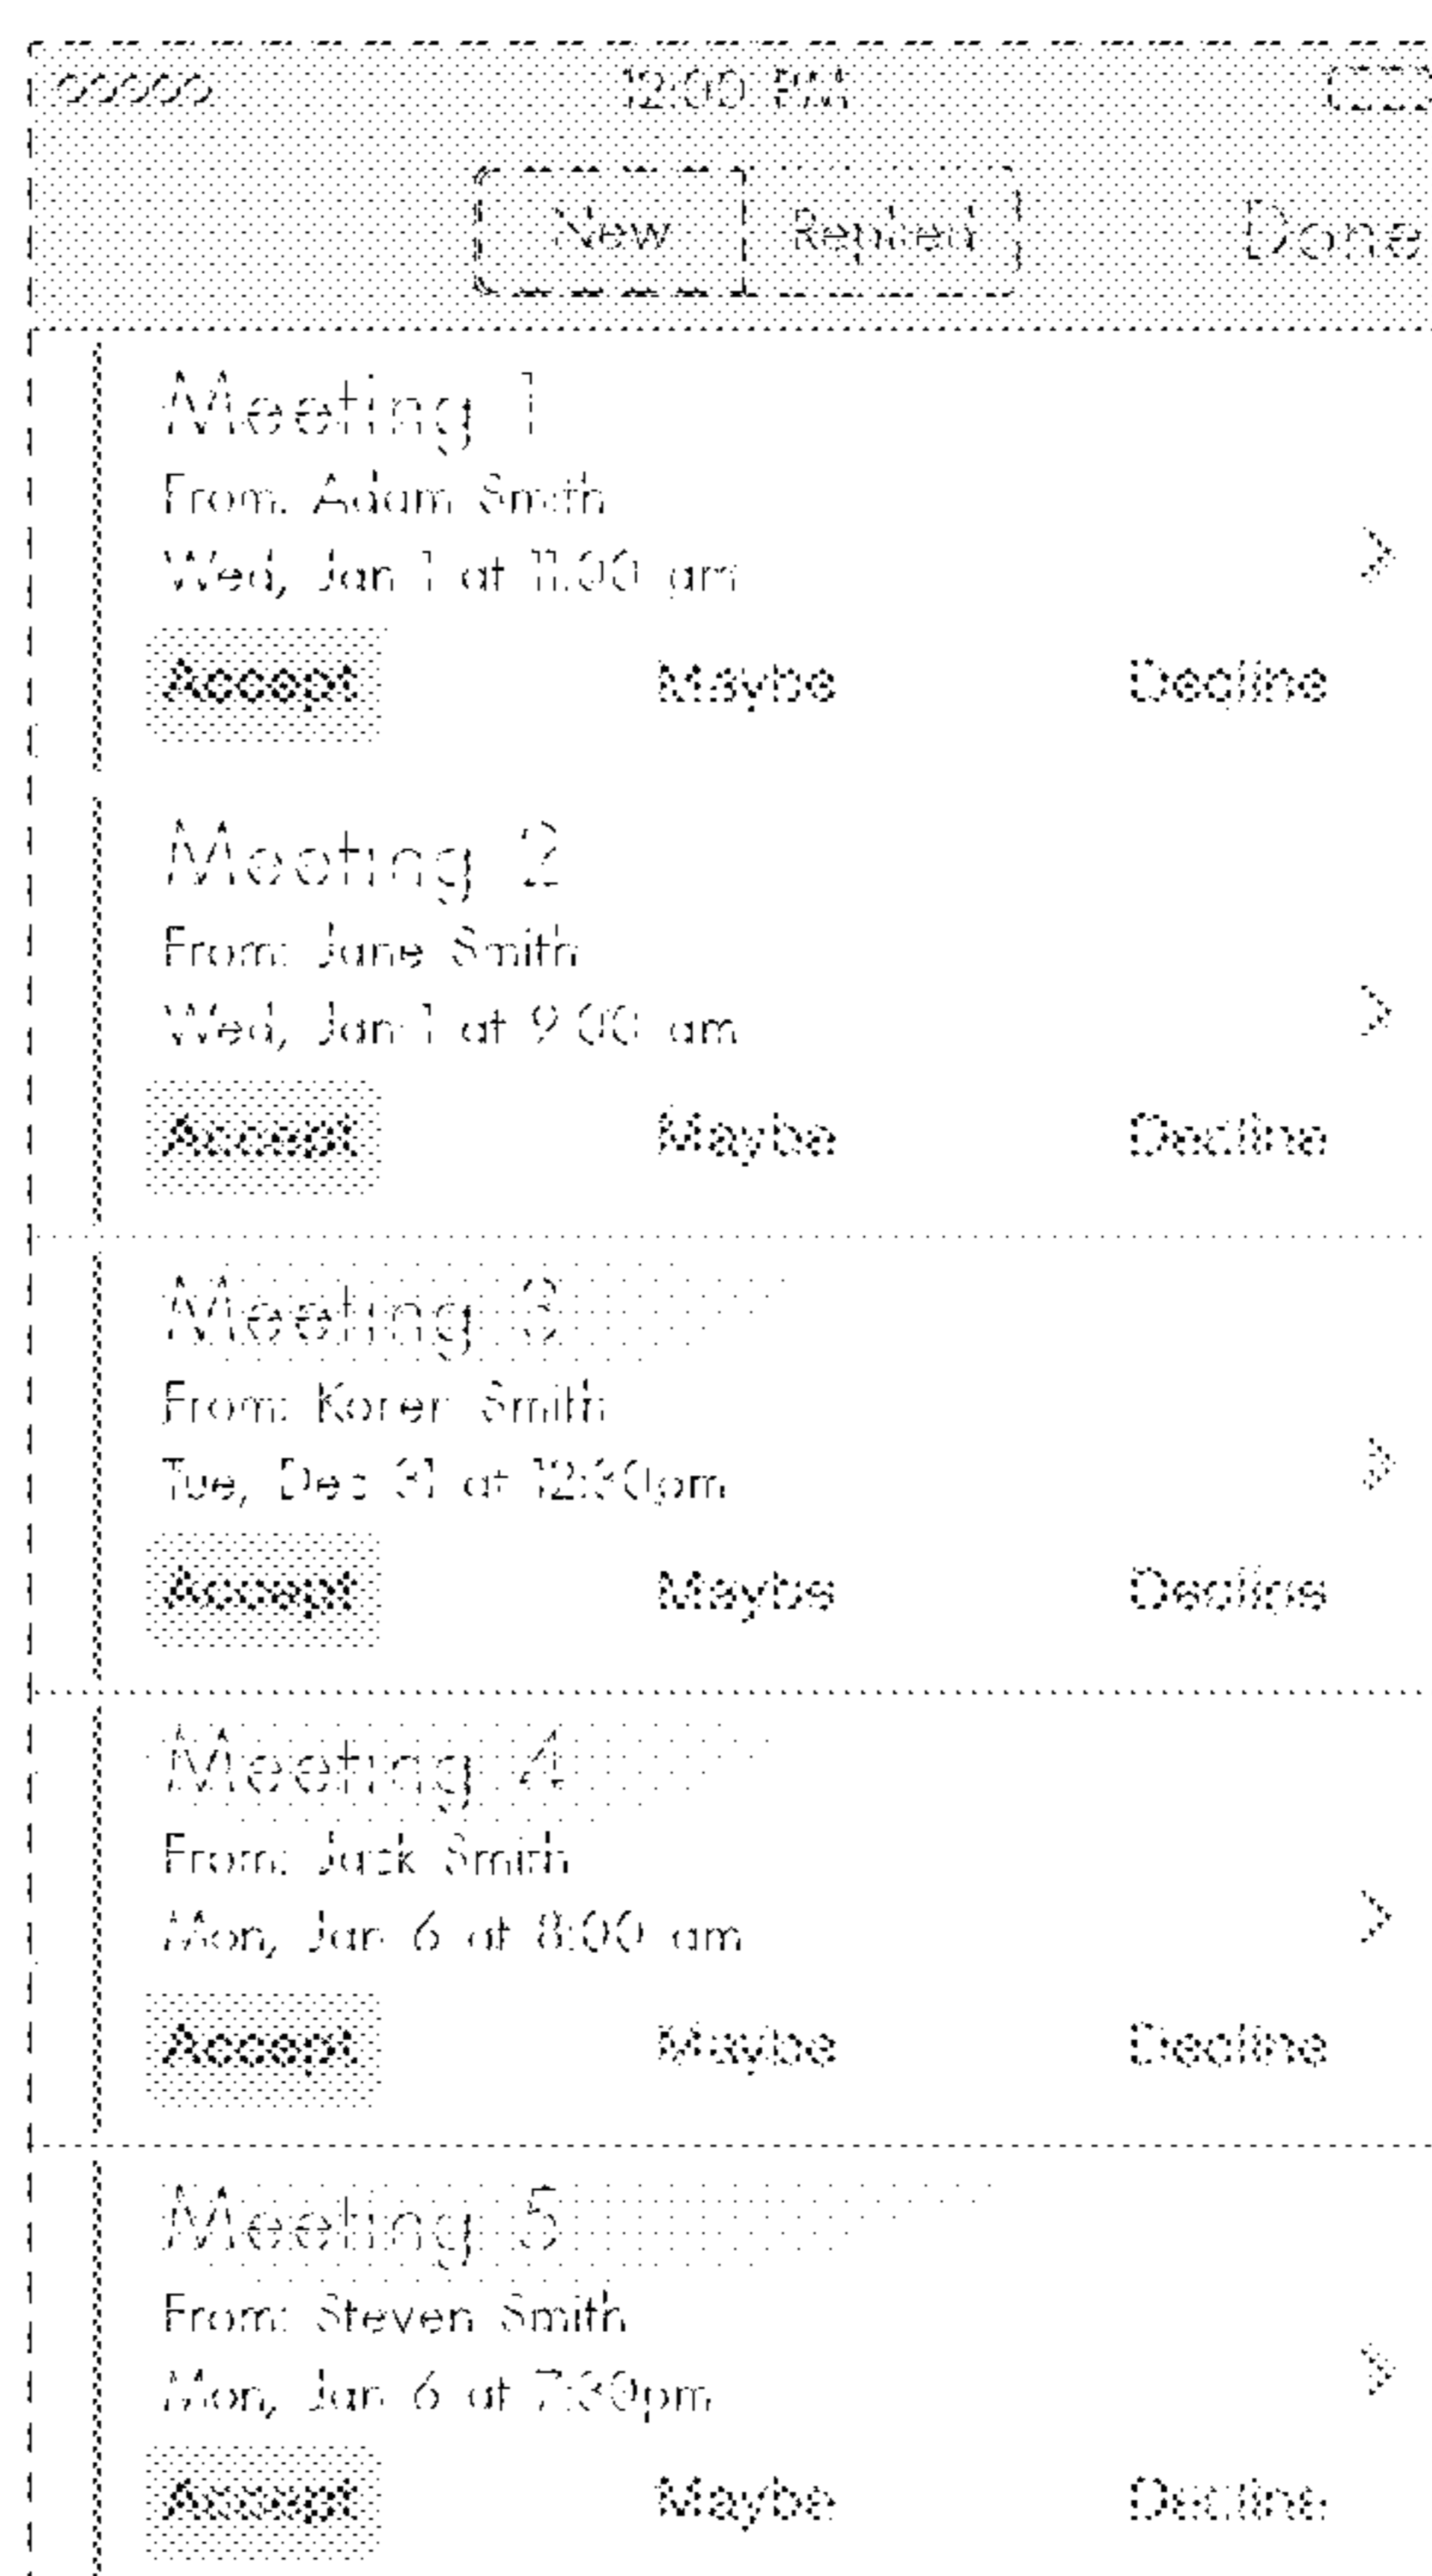 12:00 PM
New Replied Done
Meeting 1
From: Adam Smith
Wed, Jan 1 at 11:00 am
Accept Maybe Decline
Meeting 2
From: Jane Smith
Wed, Jan 1 at 9:00 am
Accept Maybe Decline
Meeting 3
From: Karen Smith
Tue, Dec 31 at 12:30pm
Accept Maybe Decline
Meeting 4
From: Jack Smith
Mon, Jan 6 at 8:00 am
Accept Maybe Decline
Meeting 5
From: Steven Smith
Mon, Jan 6 at 7:30pm
Accept Maybe Decline